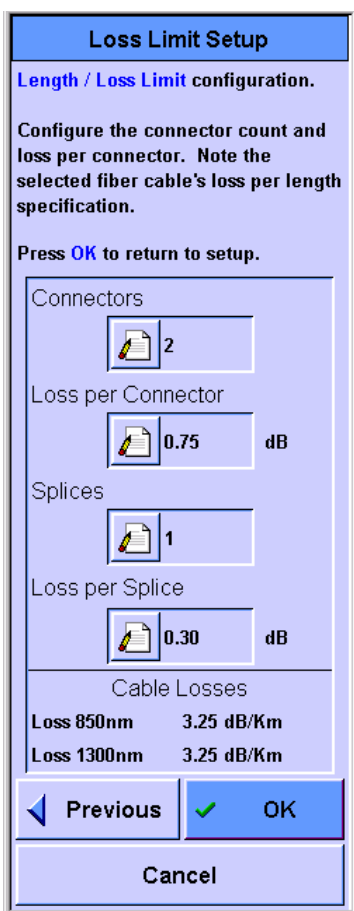 Loss Limit Setup
Length / Loss Limit configuration.
Configure the connector count and
loss per connector. Note the
selected fiber cable's loss per length
specification.
Press OK to return to setup.
Connectors
2
Loss per Connector
0.75 dB
Splices
1
Loss per Splice
0.30 dB
Cable Losses
Loss 850nm 3.25 dB/Km
Loss 1300nm 3.25 dB/Km
Previous OK
Cancel